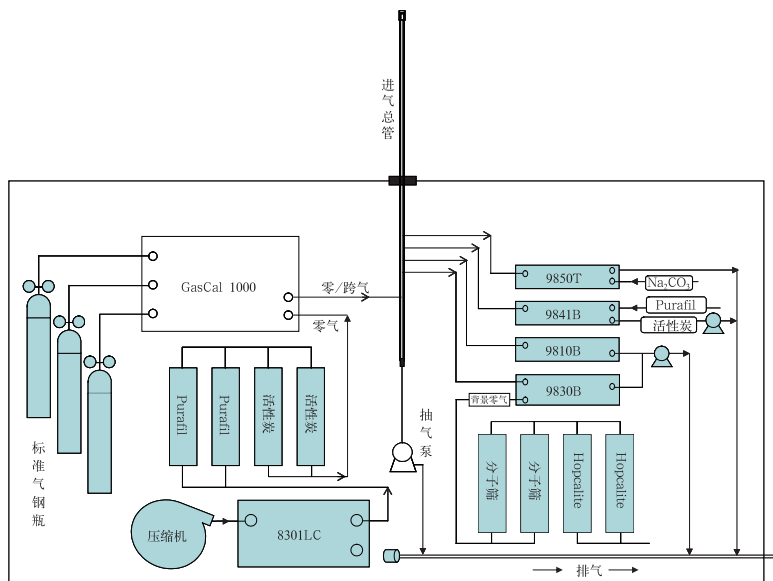 进气总管
GasCal 1000
零/跨气
零气
9850T
Na₂CO₃
9841B
Purafil
活性炭
9810B
9830B
背景零气
标准气钢瓶
Purafil
Purafil
活性炭
活性炭
抽气泵
分子筛
分子筛
Hopcalite
Hopcalite
压缩机
8301LC
排气